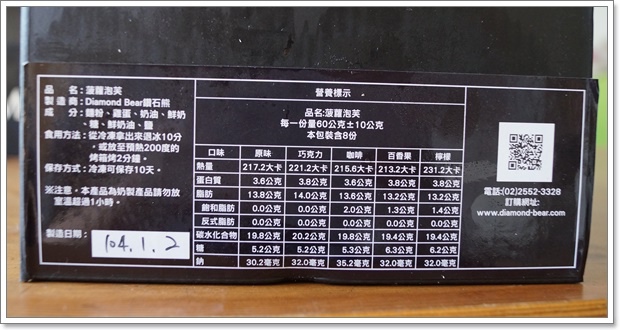 品　名：菠蘿泡芙
製造商：Diamond Bear鑽石熊
成　分：麵粉、雞蛋、奶油、鮮奶
糖、鮮奶油、鹽
食用方法：從冷凍拿出來退冰10分
，或放至預熱200度的
烤箱烤2分鐘。
保存方式：冷凍可保存10天。
※注意。本產品為奶製產品請勿放
室溫超過1小時。
製造日期：104.1.2
營養標示
品名:菠蘿泡芙
每一份量60公克±10公克
本包裝含8份
口味 原味 巧克力 咖啡 百香果 檸檬
熱量 217.2大卡 221.2大卡 215.6大卡 213.2大卡 231.2大卡
蛋白質 3.6公克 3.8公克 3.6公克 3.8公克 3.8公克
脂肪 13.8公克 14.0公克 13.6公克 13.2公克 13.2公克
飽和脂肪 0.0公克 0.0公克 2.0公克 1.3公克 1.4公克
反式脂肪 0.0公克 0.0公克 0.0公克 0.0公克 0.0公克
碳水化合物 19.8公克 20.2公克 19.8公克 19.4公克 19.4公克
糖 5.2公克 5.2公克 5.3公克 6.3公克 6.2公克
鈉 30.2毫克 32.0毫克 35.2毫克 32.0毫克 32.0毫克
電話:(02)2552-3328
訂購網址:
www.diamond-bear.com